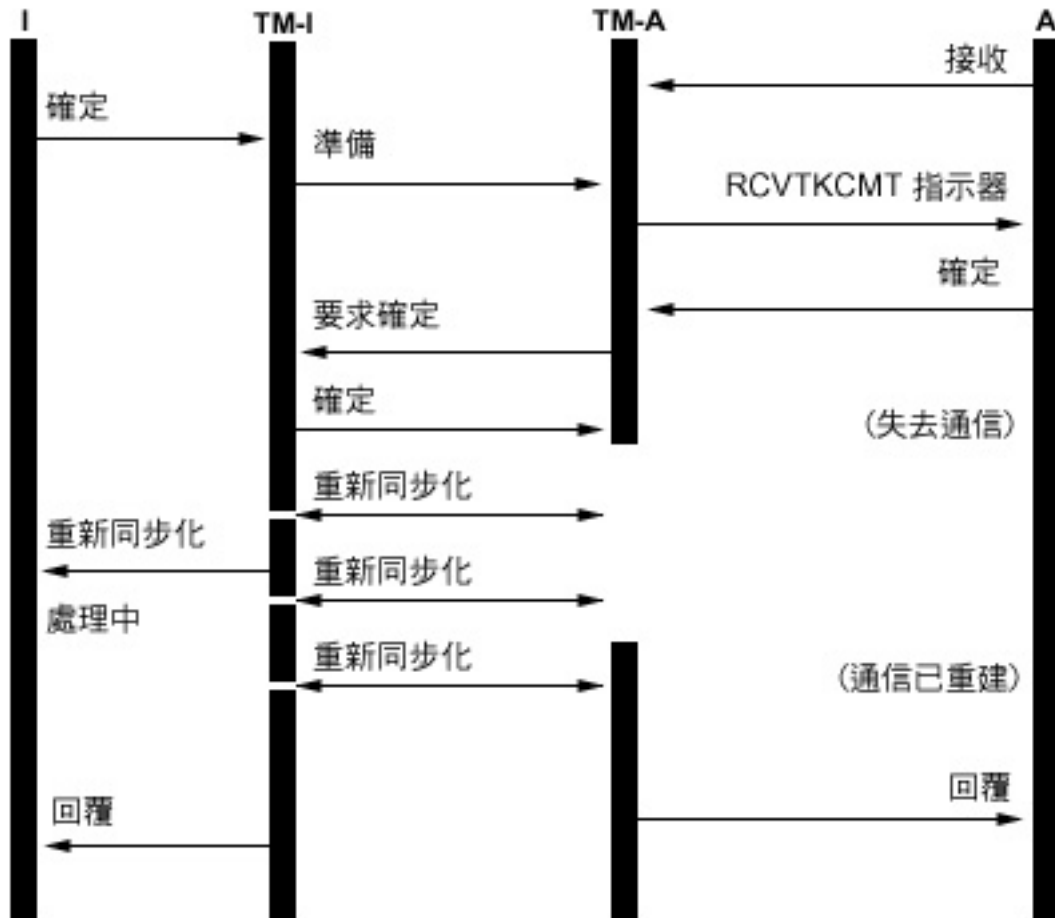 I TM-I TM-A A
接收
確定
準備
RCVTKCMT 指示器
確定
要求確定
確定
(失去通信)
重新同步化
重新同步化
重新同步化
處理中
重新同步化
(通信已重建)
回覆
回覆